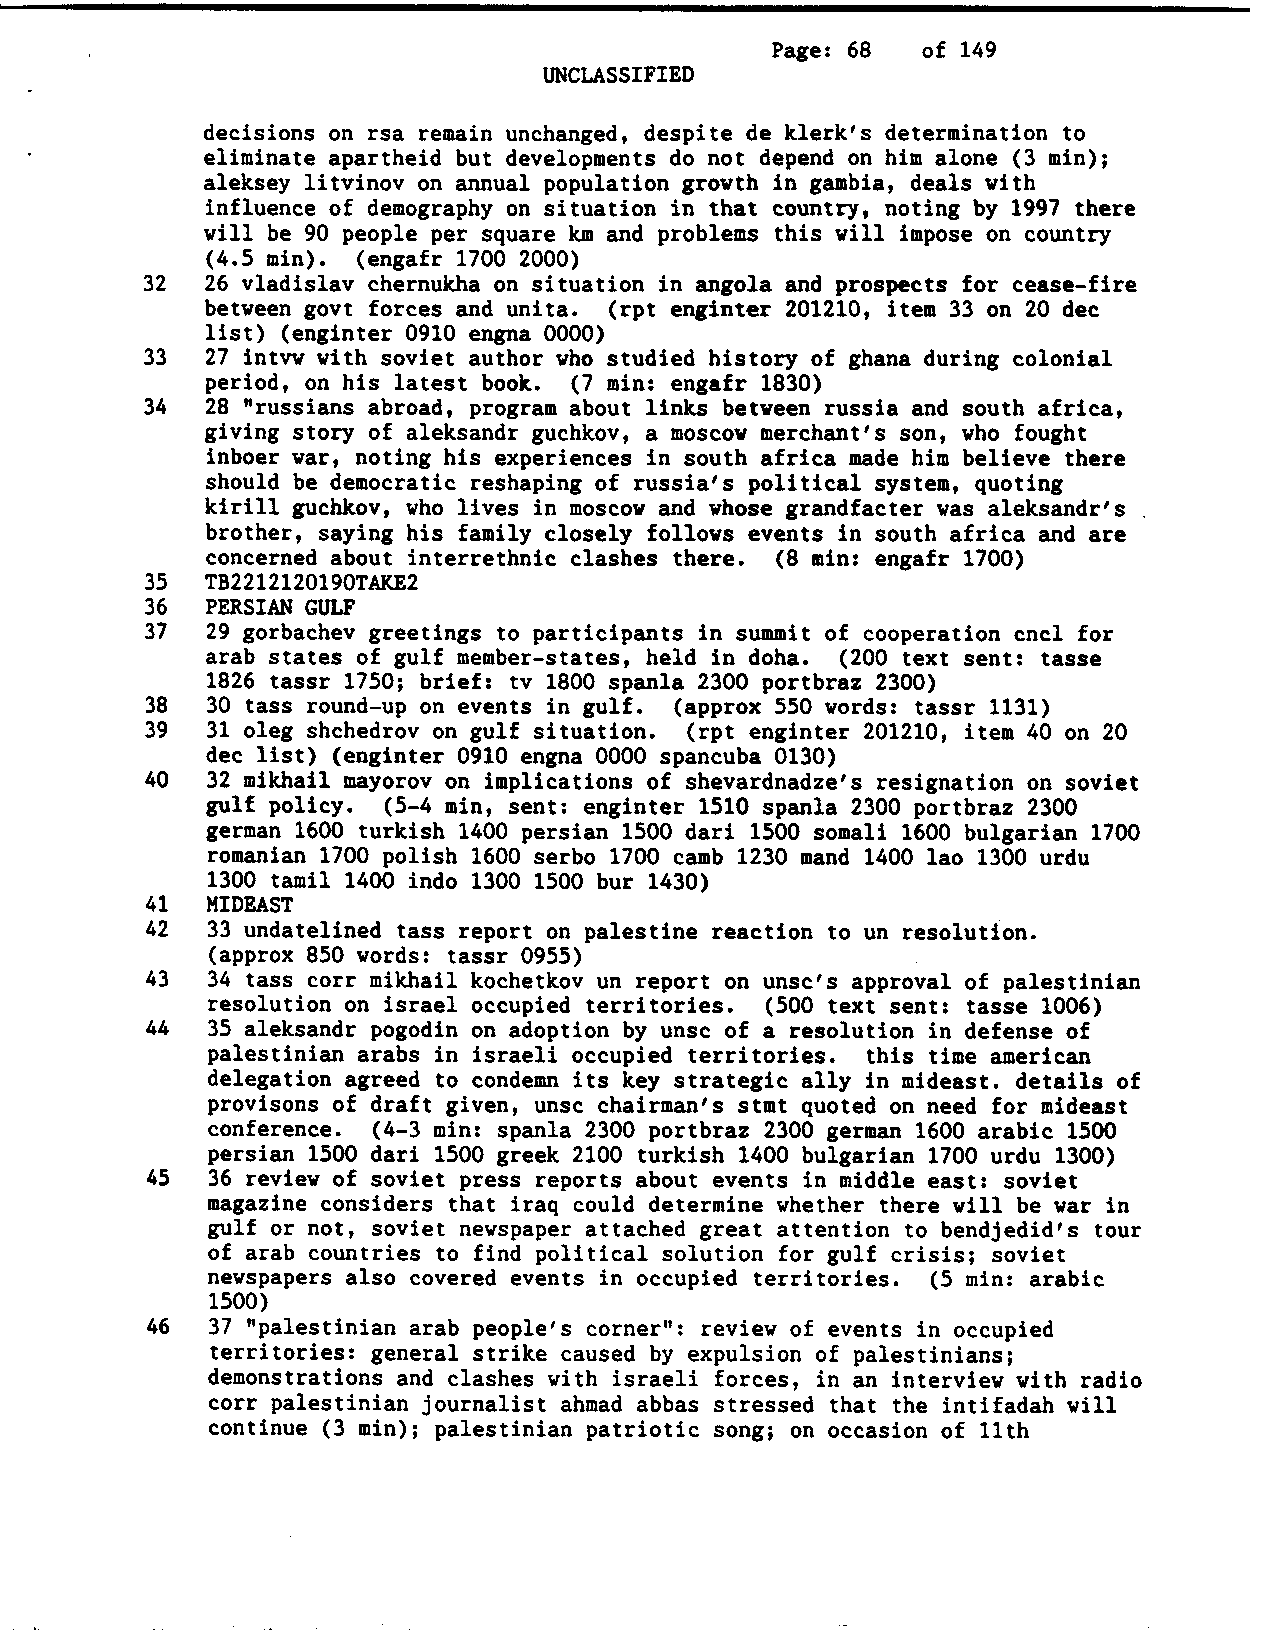 Page: 68 of 149
UNCLASSIFIED
decisions on rsa remain unchanged, despite de klerk's determination to
eliminate apartheid but developments do not depend on him alone (3 min);
aleksey litvinov on annual population growth in gambia, deals with
influence of demography on situation in that country, noting by 1997 there
will be 90 people per square km and problems this will impose on country
(4.5 min). (engafr 1700 2000)
32 26 vladislav chernukha on situation in angola and prospects for cease-fire
between govt forces and unita. (rpt enginter 201210, item 33 on 20 dec
list) (enginter 0910 engna 0000)
33 27 intvw with soviet author who studied history of ghana during colonial
period, on his latest book. (7 min: engafr 1830)
34 28 "russians abroad, program about links between russia and south africa,
giving story of aleksandr guchkov, a moscow merchant's son, who fought
inboer war, noting his experiences in south africa made him believe there
should be democratic reshaping of russia's political system, quoting
kirill guchkov, who lives in moscow and whose grandfacter was aleksandr's
brother, saying his family closely follows events in south africa and are
concerned about interrethnic clashes there. (8 min: engafr 1700)
35 TB2212120190TAKE2
36 PERSIAN GULF
37 29 gorbachev greetings to participants in summit of cooperation cncl for
arab states of gulf member-states, held in doha. (200 text sent: tasse
1826 tassr 1750; brief: tv 1800 spanla 2300 portbraz 2300)
38 30 tass round-up on events in gulf. (approx 550 words: tassr 1131)
39 31 oleg shchedrov on gulf situation. (rpt enginter 201210, item 40 on 20
dec list) (enginter 0910 engna 0000 spancuba 0130)
40 32 mikhail mayorov on implications of shevardnadze's resignation on soviet
gulf policy. (5-4 min, sent: enginter 1510 spanla 2300 portbraz 2300
german 1600 turkish 1400 persian 1500 dari 1500 somali 1600 bulgarian 1700
romanian 1700 polish 1600 serbo 1700 camb 1230 mand 1400 lao 1300 urdu
1300 tamil 1400 indo 1300 1500 bur 1430)
41 MIDEAST
42 33 undatelined tass report on palestine reaction to un resolution.
(approx 850 words: tassr 0955)
43 34 tass corr mikhail kochetkov un report on unsc's approval of palestinian
resolution on israel occupied territories. (500 text sent: tasse 1006)
44 35 aleksandr pogodin on adoption by unsc of a resolution in defense of
palestinian arabs in israeli occupied territories. this time american
delegation agreed to condemn its key strategic ally in mideast. details of
provisons of draft given, unsc chairman's stmt quoted on need for mideast
conference. (4-3 min: spanla 2300 portbraz 2300 german 1600 arabic 1500
persian 1500 dari 1500 greek 2100 turkish 1400 bulgarian 1700 urdu 1300)
45 36 review of soviet press reports about events in middle east: soviet
magazine considers that iraq could determine whether there will be war in
gulf or not, soviet newspaper attached great attention to bendjedid's tour
of arab countries to find political solution for gulf crisis; soviet
newspapers also covered events in occupied territories. (5 min: arabic
1500)
46 37 "palestinian arab people's corner": review of events in occupied
territories: general strike caused by expulsion of palestinians;
demonstrations and clashes with israeli forces, in an interview with radio
corr palestinian journalist ahmad abbas stressed that the intifadah will
continue (3 min); palestinian patriotic song; on occasion of 11th